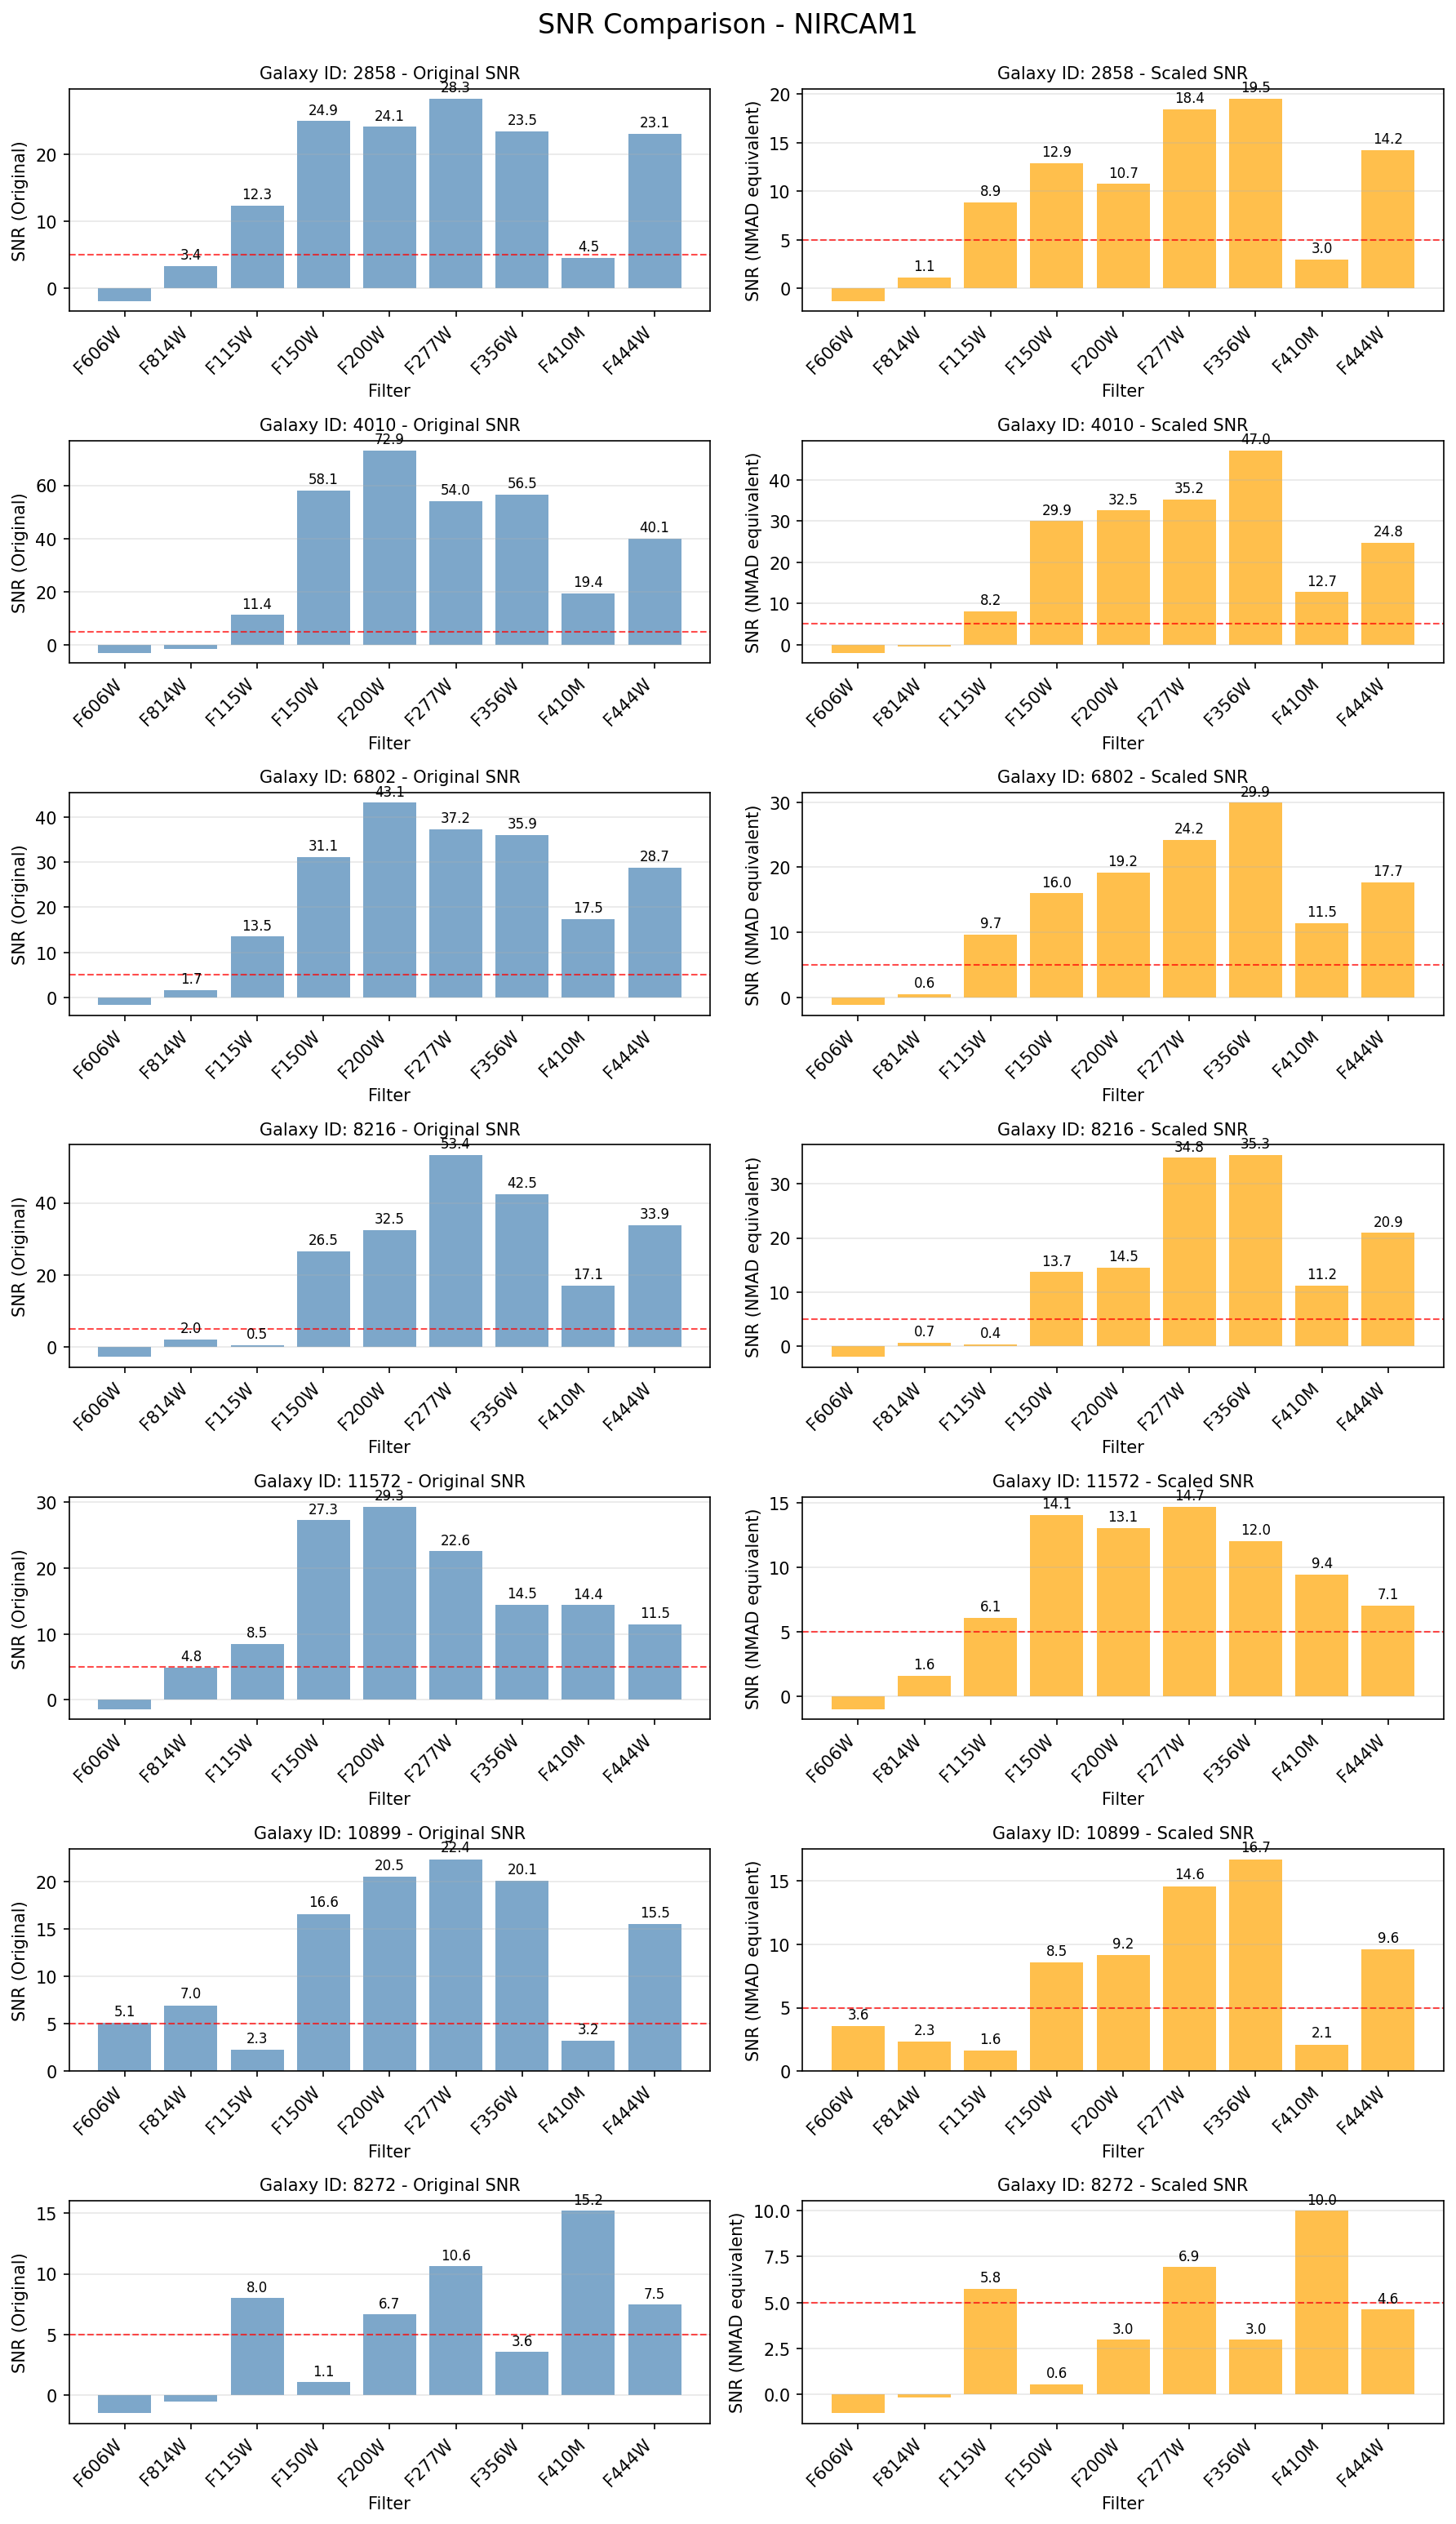 SNR Comparison - NIRCAM1
Galaxy ID: 2858 - Original SNR
SNR (Original)
20
10
0
3.4
12.3
24.9
24.1
28.3
23.5
4.5
23.1
F606W
F814W
F115W
F150W
F200W
F277W
F356W
F410M
F444W
Filter
Galaxy ID: 2858 - Scaled SNR
SNR (NMAD equivalent)
20
15
10
5
0
1.1
8.9
12.9
10.7
18.4
19.5
3.0
14.2
F606W
F814W
F115W
F150W
F200W
F277W
F356W
F410M
F444W
Filter
Galaxy ID: 4010 - Original SNR
SNR (Original)
60
40
20
0
11.4
58.1
72.9
54.0
56.5
19.4
40.1
F606W
F814W
F115W
F150W
F200W
F277W
F356W
F410M
F444W
Filter
Galaxy ID: 4010 - Scaled SNR
SNR (NMAD equivalent)
40
30
20
10
0
8.2
29.9
32.5
35.2
47.0
12.7
24.8
F606W
F814W
F115W
F150W
F200W
F277W
F356W
F410M
F444W
Filter
Galaxy ID: 6802 - Original SNR
SNR (Original)
40
30
20
10
0
1.7
13.5
31.1
43.1
37.2
35.9
17.5
28.7
F606W
F814W
F115W
F150W
F200W
F277W
F356W
F410M
F444W
Filter
Galaxy ID: 6802 - Scaled SNR
SNR (NMAD equivalent)
30
20
10
0
0.6
9.7
16.0
19.2
24.2
29.9
11.5
17.7
F606W
F814W
F115W
F150W
F200W
F277W
F356W
F410M
F444W
Filter
Galaxy ID: 8216 - Original SNR
SNR (Original)
40
20
0
2.0
0.5
26.5
32.5
53.4
42.5
17.1
33.9
F606W
F814W
F115W
F150W
F200W
F277W
F356W
F410M
F444W
Filter
Galaxy ID: 8216 - Scaled SNR
SNR (NMAD equivalent)
30
20
10
0
0.7
0.4
13.7
14.5
34.8
35.3
11.2
20.9
F606W
F814W
F115W
F150W
F200W
F277W
F356W
F410M
F444W
Filter
Galaxy ID: 11572 - Original SNR
SNR (Original)
30
20
10
0
4.8
8.5
27.3
29.3
22.6
14.5
14.4
11.5
F606W
F814W
F115W
F150W
F200W
F277W
F356W
F410M
F444W
Filter
Galaxy ID: 11572 - Scaled SNR
SNR (NMAD equivalent)
15
10
5
0
1.6
6.1
14.1
13.1
14.7
12.0
9.4
7.1
F606W
F814W
F115W
F150W
F200W
F277W
F356W
F410M
F444W
Filter
Galaxy ID: 10899 - Original SNR
SNR (Original)
20
15
10
5
0
5.1
7.0
2.3
16.6
20.5
22.4
20.1
3.2
15.5
F606W
F814W
F115W
F150W
F200W
F277W
F356W
F410M
F444W
Filter
Galaxy ID: 10899 - Scaled SNR
SNR (NMAD equivalent)
15
10
5
0
3.6
2.3
1.6
8.5
9.2
14.6
16.7
2.1
9.6
F606W
F814W
F115W
F150W
F200W
F277W
F356W
F410M
F444W
Filter
Galaxy ID: 8272 - Original SNR
SNR (Original)
15
10
5
0
8.0
1.1
6.7
10.6
3.6
15.2
7.5
F606W
F814W
F115W
F150W
F200W
F277W
F356W
F410M
F444W
Filter
Galaxy ID: 8272 - Scaled SNR
SNR (NMAD equivalent)
10.0
7.5
5.0
2.5
0.0
5.8
0.6
3.0
6.9
3.0
10.0
4.6
F606W
F814W
F115W
F150W
F200W
F277W
F356W
F410M
F444W
Filter